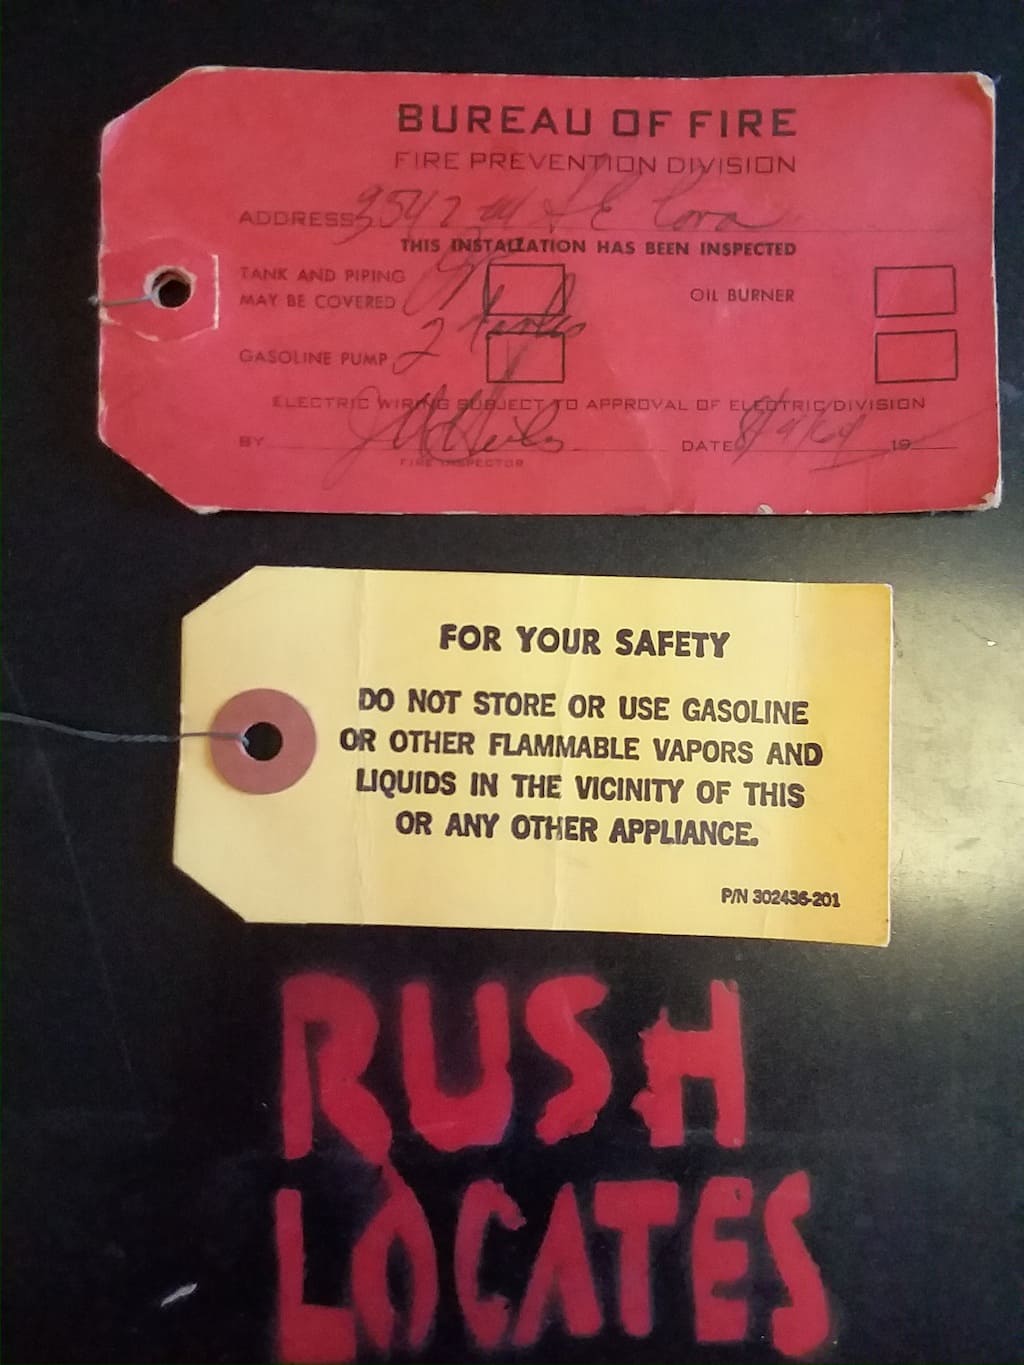 BUREAU OF FIRE
FIRE PREVENTION DIVISION
ADDRESS
THIS INSTALLATION HAS BEEN INSPECTED
TANK AND PIPING
MAY BE COVERED OIL BURNER
2 tanks
GASOLINE PUMP
ELECTRIC WIRING SUBJECT TO APPROVAL OF ELECTRIC DIVISION
BY DATE 19
FIRE INSPECTOR
FOR YOUR SAFETY
DO NOT STORE OR USE GASOLINE
OR OTHER FLAMMABLE VAPORS AND
LIQUIDS IN THE VICINITY OF THIS
OR ANY OTHER APPLIANCE.
P/N 302436-201
RUSH
LOCATES